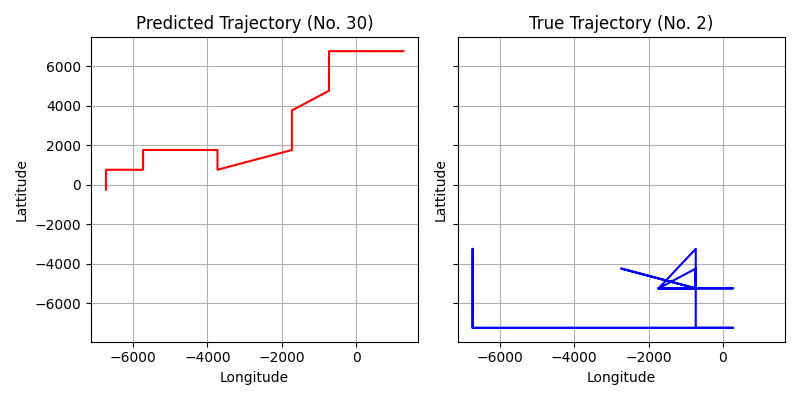 Predicted Trajectory (No. 30)
True Trajectory (No. 2)
6000
4000
2000
0
−2000
−4000
−6000
Lattitude
Lattitude
−6000 −4000 −2000 0
−6000 −4000 −2000 0
Longitude
Longitude